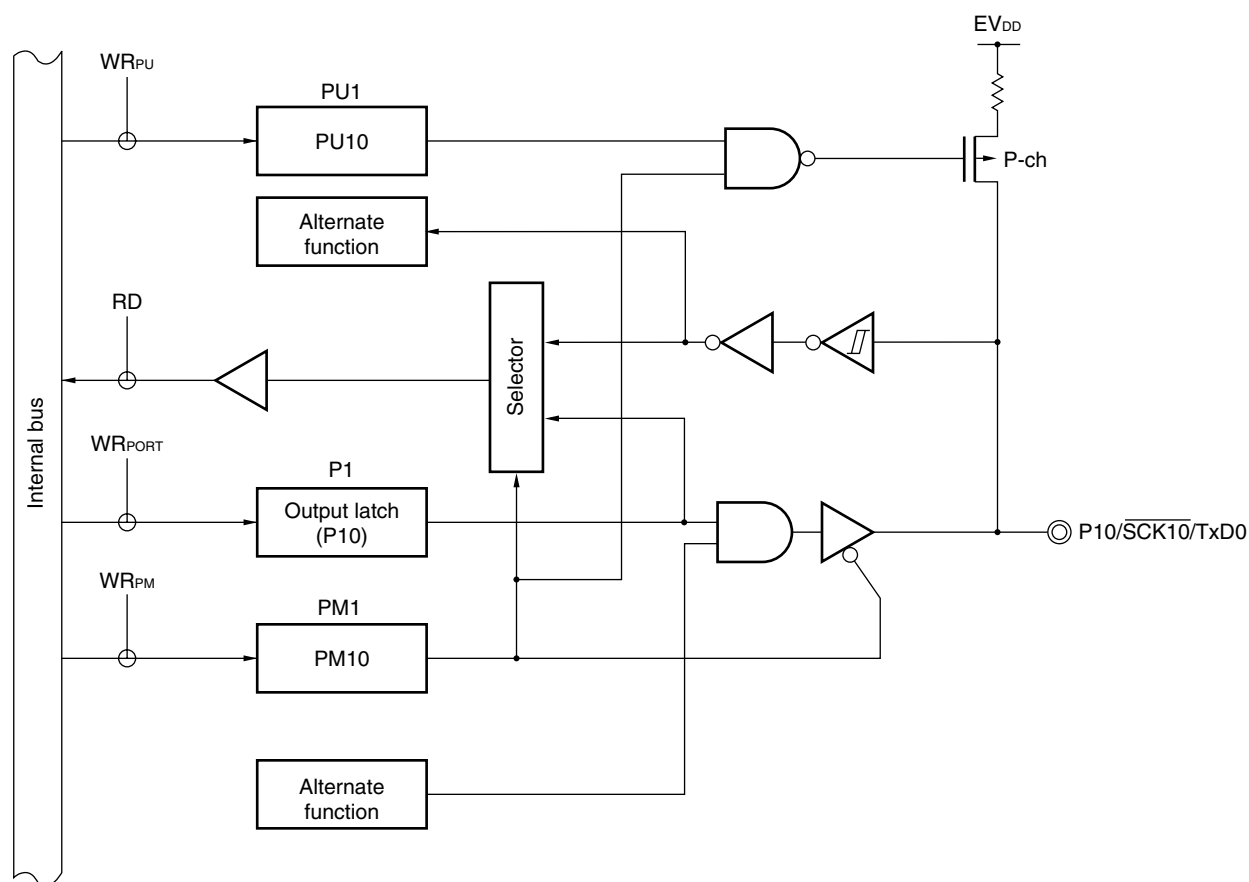 EVDD
WRPU
PU1
PU10
P-ch
Alternate
function
RD
Selector
Internal bus
WRPORT
P1
Output latch
(P10)
P10/SCK10/TxD0
WRPM
PM1
PM10
Alternate
function